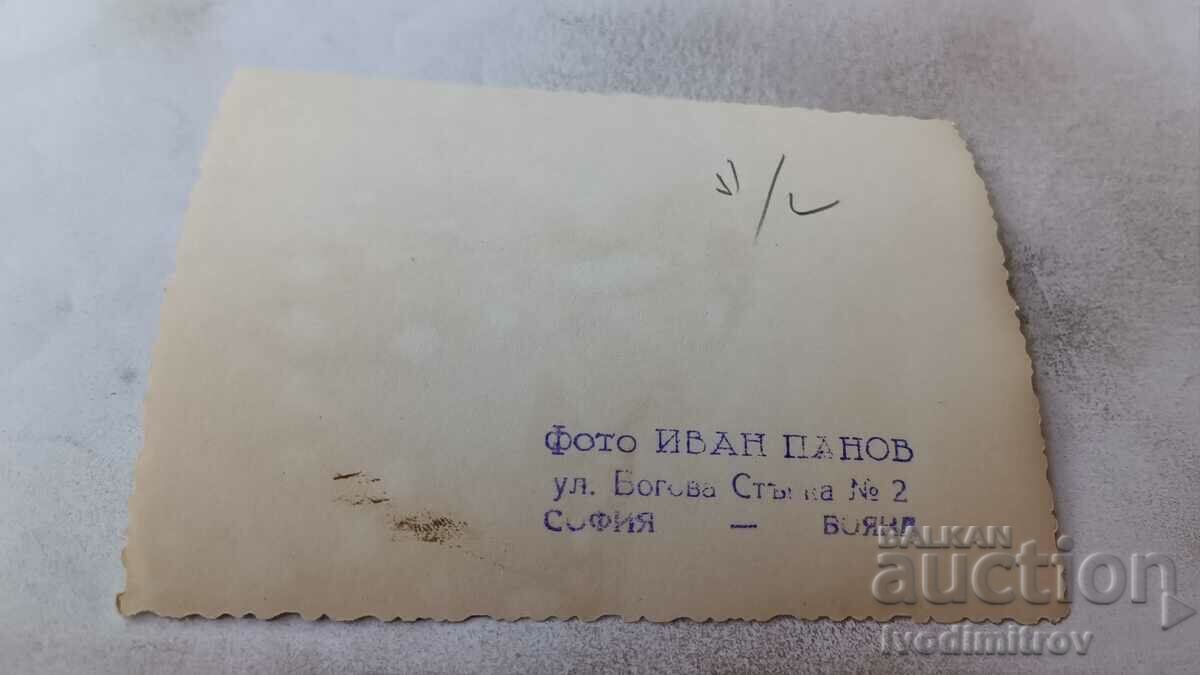 Фото ИВАН ПАНОВ
ул. Богова Стъпка № 2
СОФИЯ — БОЯНА
BALKAN
auction
Ivodimitrov